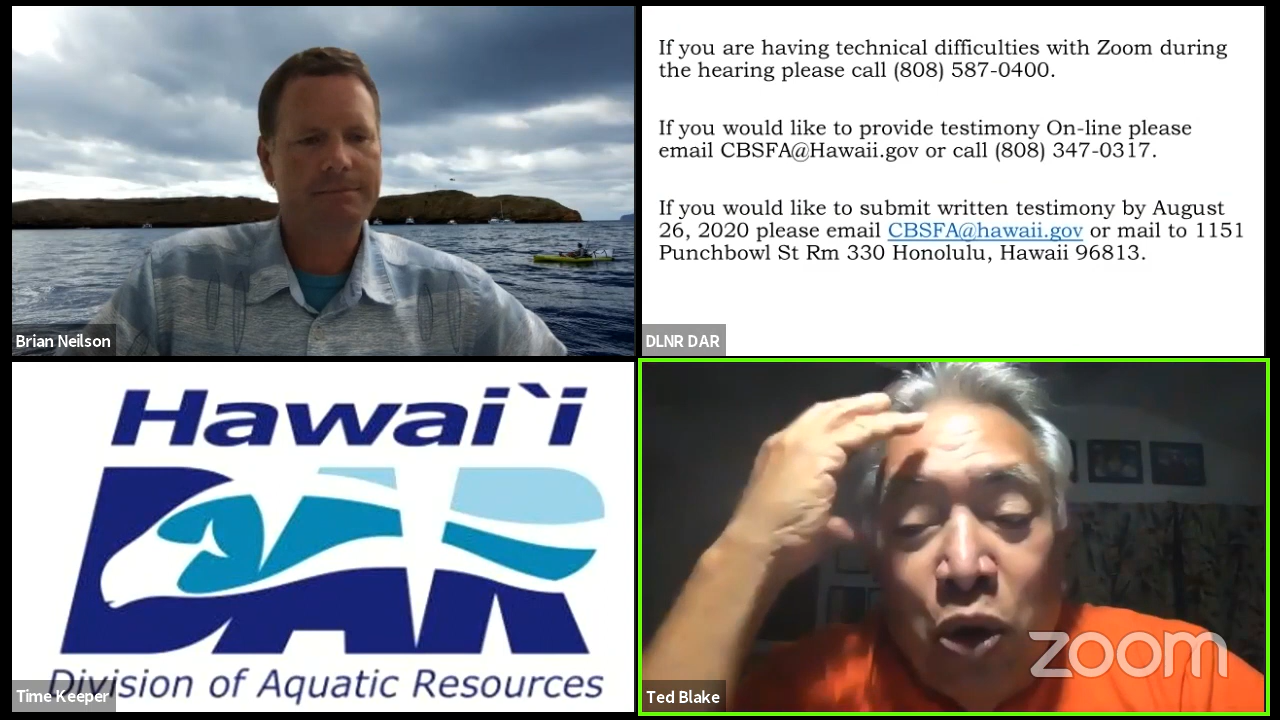 If you are having technical difficulties with Zoom during
the hearing please call (808) 587-0400.
If you would like to provide testimony On-line please
email CBSFA@Hawaii.gov or call (808) 347-0317.
If you would like to submit written testimony by August
26, 2020 please email CBSFA@hawaii.gov or mail to 1151
Punchbowl St Rm 330 Honolulu, Hawaii 96813.
Brian Neilson
DLNR DAR
Hawai`i
DAR
Division of Aquatic Resources
Time Keeper
zoom
Ted Blake